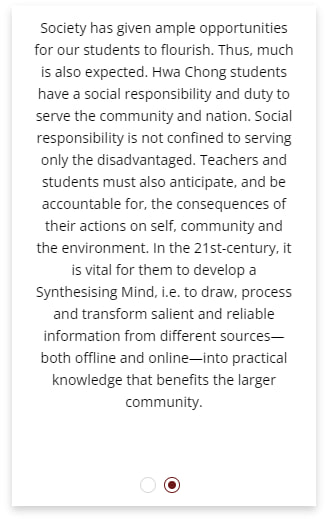 Society has given ample opportunities
for our students to flourish. Thus, much
is also expected. Hwa Chong students
have a social responsibility and duty to
serve the community and nation. Social
responsibility is not confined to serving
only the disadvantaged. Teachers and
students must also anticipate, and be
accountable for, the consequences of
their actions on self, community and
the environment. In the 21st-century, it
is vital for them to develop a
Synthesising Mind, i.e. to draw, process
and transform salient and reliable
information from different sources—
both offline and online—into practical
knowledge that benefits the larger
community.